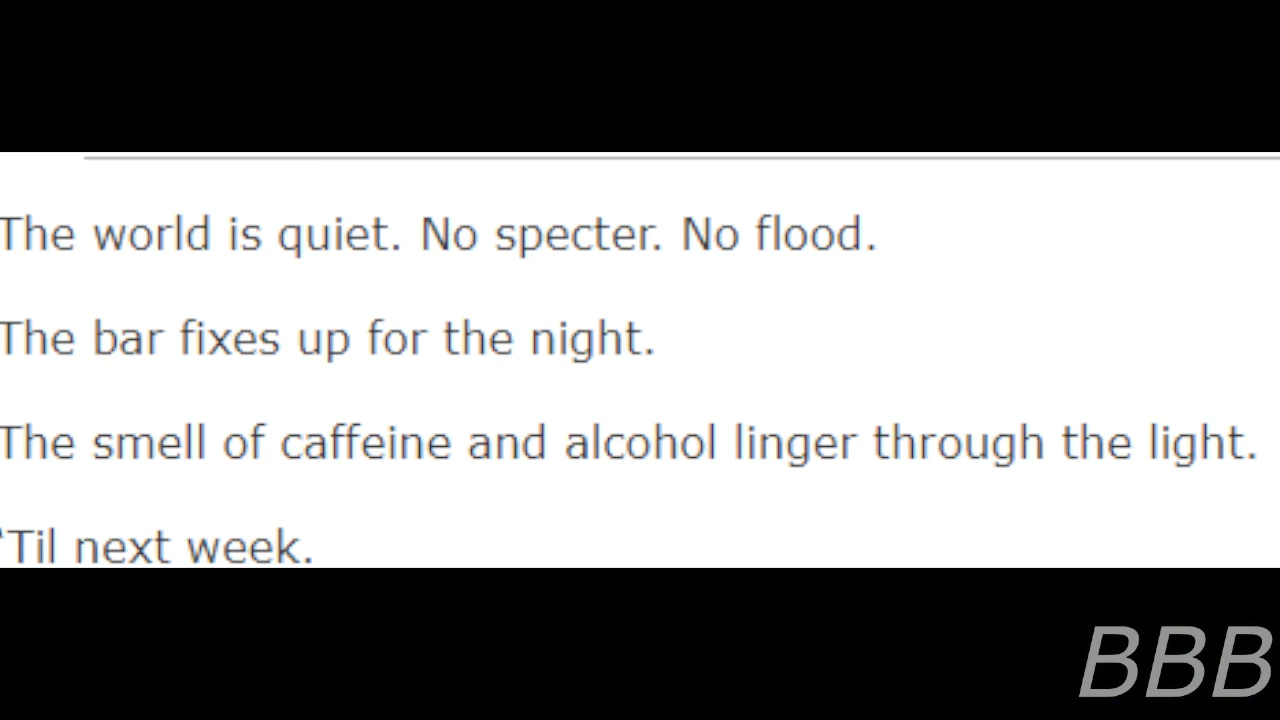 The world is quiet. No specter. No flood.
The bar fixes up for the night.
The smell of caffeine and alcohol linger through the light.
'Til next week.
BBB